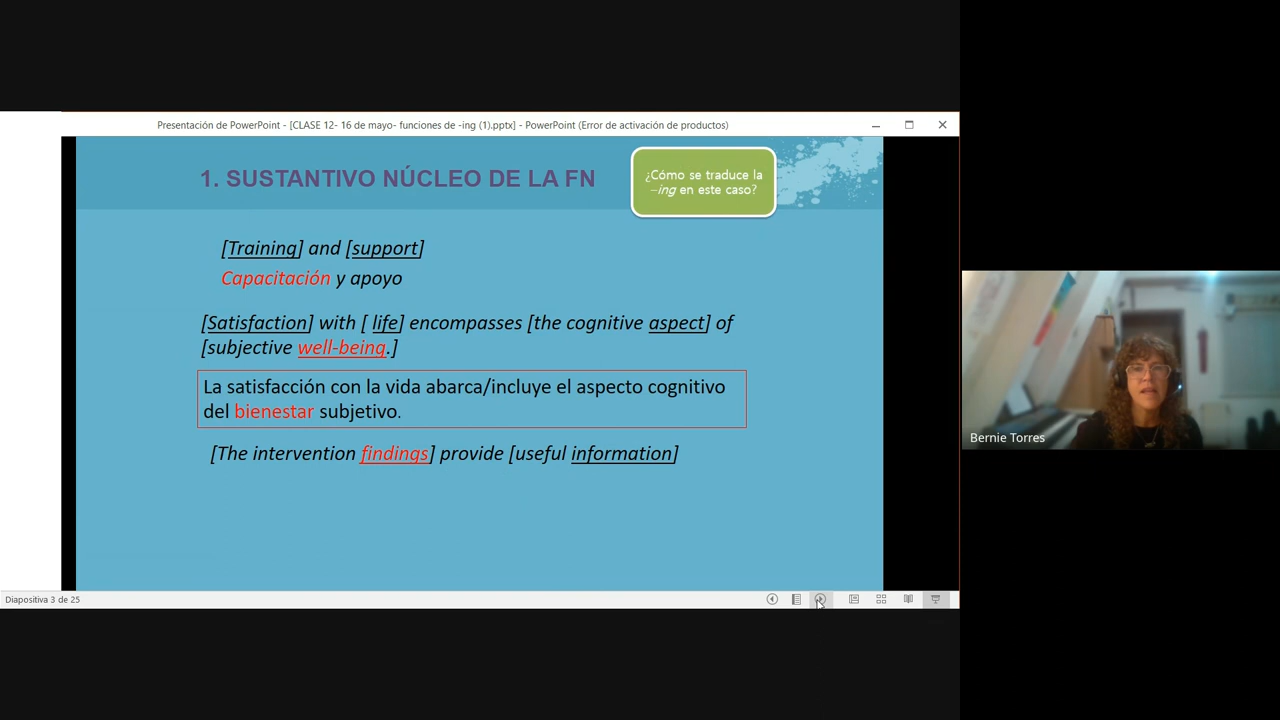 Presentación de PowerPoint - [CLASE 12- 16 de mayo- funciones de -ing (1).pptx] - PowerPoint (Error de activación de productos)
1. SUSTANTIVO NÚCLEO DE LA FN
¿Cómo se traduce la
–ing en este caso?
[Training] and [support]
Capacitación y apoyo
[Satisfaction] with [ life] encompasses [the cognitive aspect] of
[subjective well-being.]
La satisfacción con la vida abarca/incluye el aspecto cognitivo
del bienestar subjetivo.
[The intervention findings] provide [useful information]
Bernie Torres
Diapositiva 3 de 25